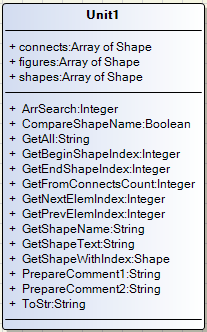 Unit1
+ connects:Array of Shape
+ figures:Array of Shape
+ shapes:Array of Shape
+ ArrSearch:Integer
+ CompareShapeName:Boolean
+ GetAll:String
+ GetBeginShapeIndex:Integer
+ GetEndShapeIndex:Integer
+ GetFromConnectsCount:Integer
+ GetNextElemIndex:Integer
+ GetPrevElemIndex:Integer
+ GetShapeName:String
+ GetShapeText:String
+ GetShapeWithIndex:Shape
+ PrepareComment1:String
+ PrepareComment2:String
+ ToStr:String